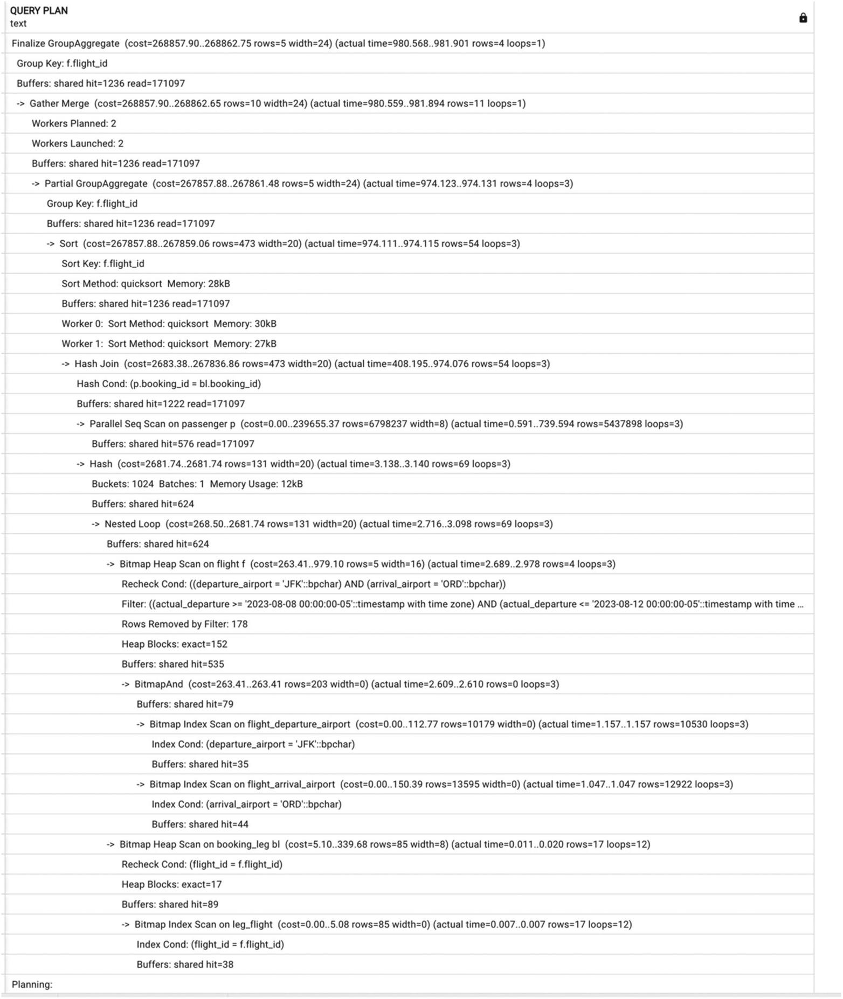 QUERY PLAN
text
Finalize GroupAggregate (cost=268857.90..268862.75 rows=5 width=24) (actual time=980.568..981.901 rows=4 loops=1)
Group Key: f.flight_id
Buffers: shared hit=1236 read=171097
-> Gather Merge (cost=268857.90..268862.65 rows=10 width=24) (actual time=980.559..981.894 rows=11 loops=1)
Workers Planned: 2
Workers Launched: 2
Buffers: shared hit=1236 read=171097
-> Partial GroupAggregate (cost=267857.88..267861.48 rows=5 width=24) (actual time=974.123..974.131 rows=4 loops=3)
Group Key: f.flight_id
Buffers: shared hit=1236 read=171097
-> Sort (cost=267857.88..267859.06 rows=473 width=20) (actual time=974.111..974.115 rows=54 loops=3)
Sort Key: f.flight_id
Sort Method: quicksort Memory: 28kB
Buffers: shared hit=1236 read=171097
Worker 0: Sort Method: quicksort Memory: 30kB
Worker 1: Sort Method: quicksort Memory: 27kB
-> Hash Join (cost=2683.38..267836.86 rows=473 width=20) (actual time=408.195..974.076 rows=54 loops=3)
Hash Cond: (p.booking_id = bl.booking_id)
Buffers: shared hit=1222 read=171097
-> Parallel Seq Scan on passenger p (cost=0.00..239655.37 rows=6798237 width=8) (actual time=0.591..739.594 rows=5437898 loops=3)
Buffers: shared hit=576 read=171097
-> Hash (cost=2681.74..2681.74 rows=131 width=20) (actual time=3.138..3.140 rows=69 loops=3)
Buckets: 1024 Batches: 1 Memory Usage: 12kB
Buffers: shared hit=624
-> Nested Loop (cost=268.50..2681.74 rows=131 width=20) (actual time=2.716..3.098 rows=69 loops=3)
Buffers: shared hit=624
-> Bitmap Heap Scan on flight f (cost=263.41..979.10 rows=5 width=16) (actual time=2.689..2.978 rows=4 loops=3)
Recheck Cond: ((departure_airport = 'JFK'::bpchar) AND (arrival_airport = 'ORD'::bpchar))
Filter: ((actual_departure >= '2023-08-08 00:00:00-05'::timestamp with time zone) AND (actual_departure <= '2023-08-12 00:00:00-05'::timestamp with time ...
Rows Removed by Filter: 178
Heap Blocks: exact=152
Buffers: shared hit=535
-> BitmapAnd (cost=263.41..263.41 rows=203 width=0) (actual time=2.609..2.610 rows=0 loops=3)
Buffers: shared hit=79
-> Bitmap Index Scan on flight_departure_airport (cost=0.00..112.77 rows=10179 width=0) (actual time=1.157..1.157 rows=10530 loops=3)
Index Cond: (departure_airport = 'JFK'::bpchar)
Buffers: shared hit=35
-> Bitmap Index Scan on flight_arrival_airport (cost=0.00..150.39 rows=13595 width=0) (actual time=1.047..1.047 rows=12922 loops=3)
Index Cond: (arrival_airport = 'ORD'::bpchar)
Buffers: shared hit=44
-> Bitmap Heap Scan on booking_leg bl (cost=5.10..339.68 rows=85 width=8) (actual time=0.011..0.020 rows=17 loops=12)
Recheck Cond: (flight_id = f.flight_id)
Heap Blocks: exact=17
Buffers: shared hit=89
-> Bitmap Index Scan on leg_flight (cost=0.00..5.08 rows=85 width=0) (actual time=0.007..0.007 rows=17 loops=12)
Index Cond: (flight_id = f.flight_id)
Buffers: shared hit=38
Planning: